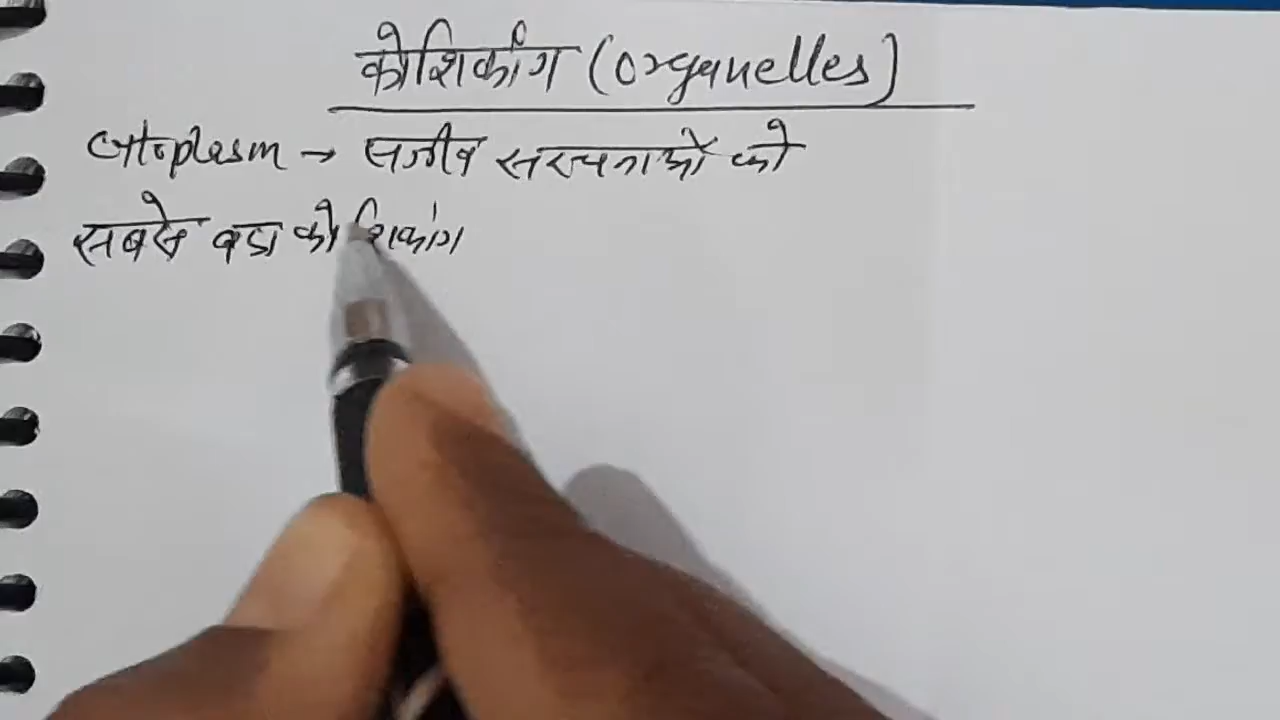 कोशिकांग (Organelles)
Cytoplasm → सजीव संरचनाओं को
सबसे बडा कोशिकांग